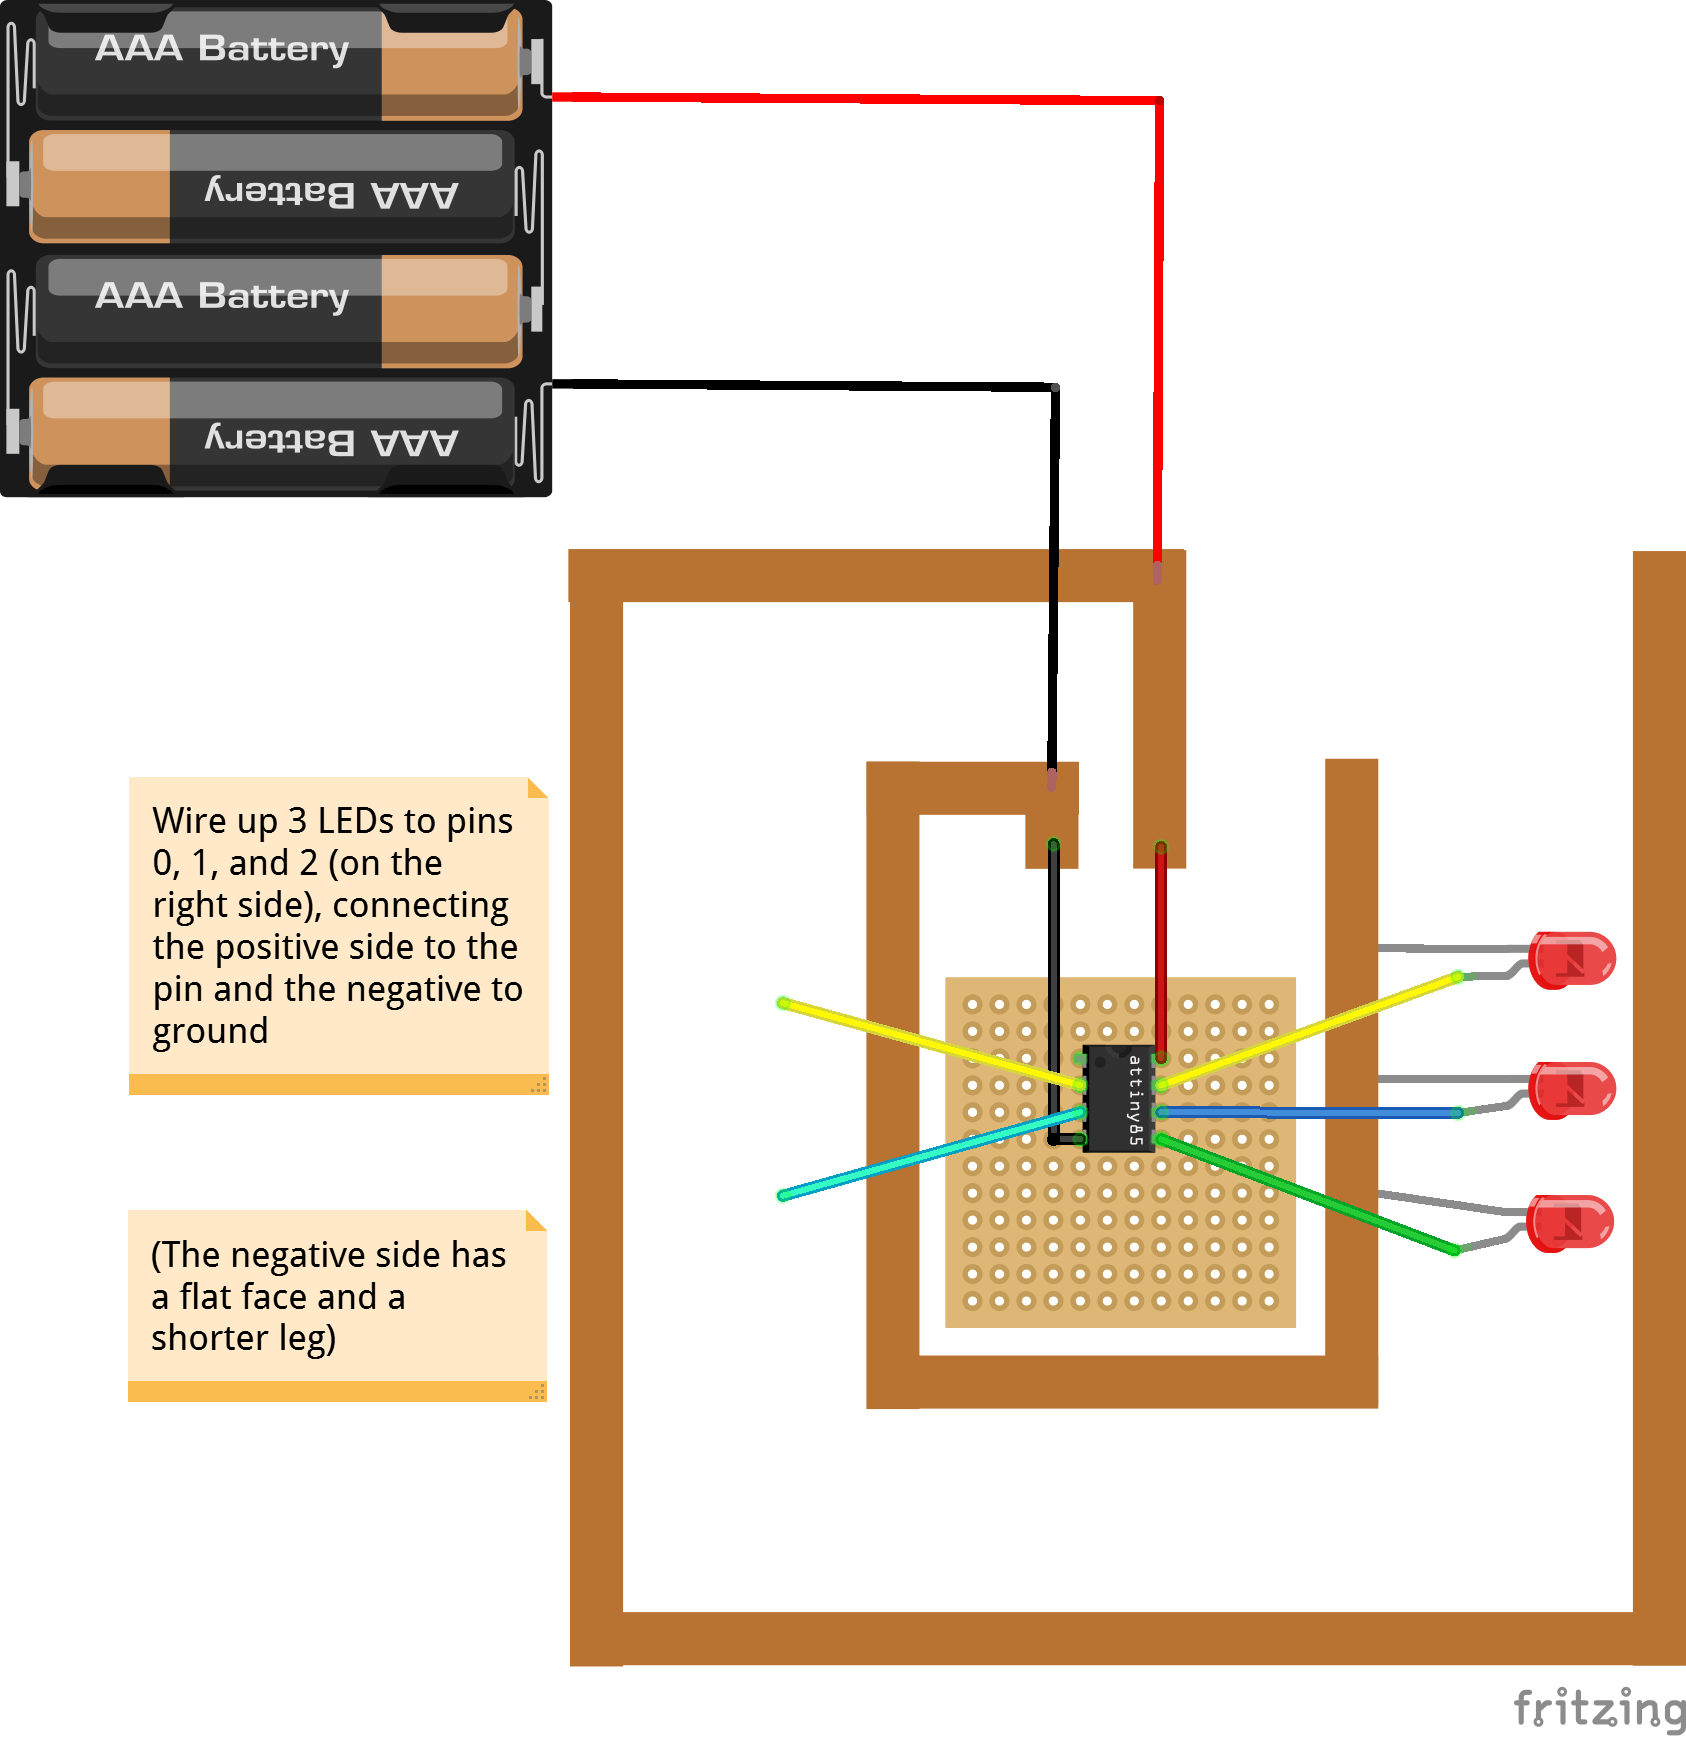 AAA Battery
AAA Battery
AAA Battery
AAA Battery
Wire up 3 LEDs to pins
0, 1, and 2 (on the
right side), connecting
the positive side to the
pin and the negative to
ground
attiny85
(The negative side has
a flat face and a
shorter leg)
fritzing